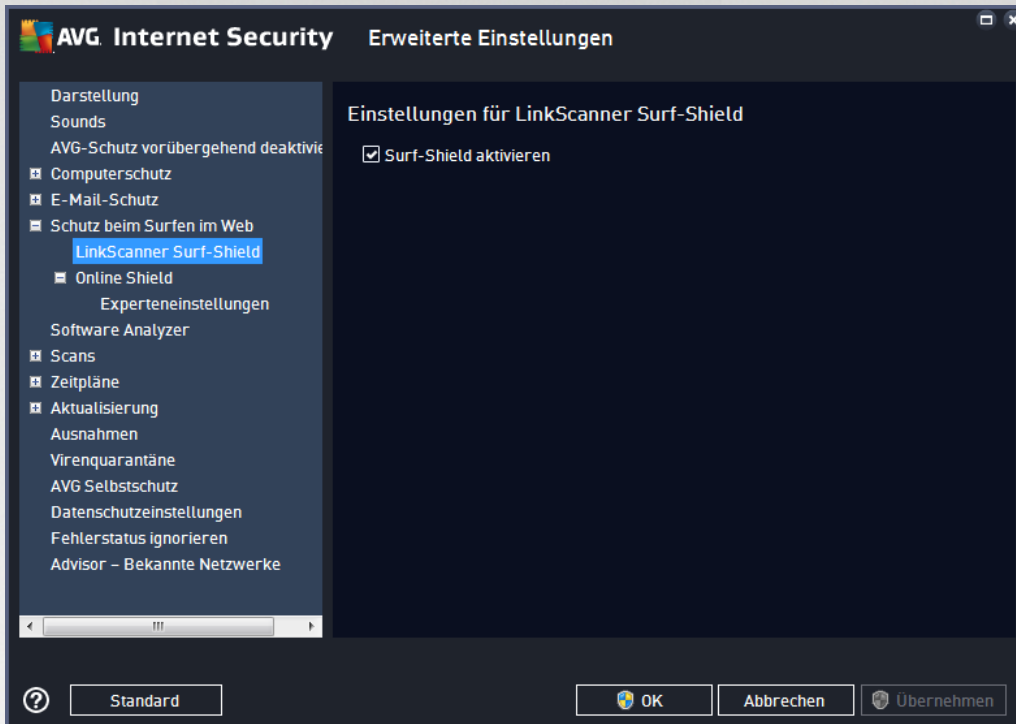 AVG. Internet Security Erweiterte Einstellungen
Darstellung
Sounds
AVG-Schutz vorübergehend deaktivie
Computerschutz
E-Mail-Schutz
Schutz beim Surfen im Web
LinkScanner Surf-Shield
Online Shield
Experteneinstellungen
Software Analyzer
Scans
Zeitpläne
Aktualisierung
Ausnahmen
Virenquarantäne
AVG Selbstschutz
Datenschutzeinstellungen
Fehlerstatus ignorieren
Advisor – Bekannte Netzwerke
Einstellungen für LinkScanner Surf-Shield
Surf-Shield aktivieren
? Standard OK Abbrechen Übernehmen